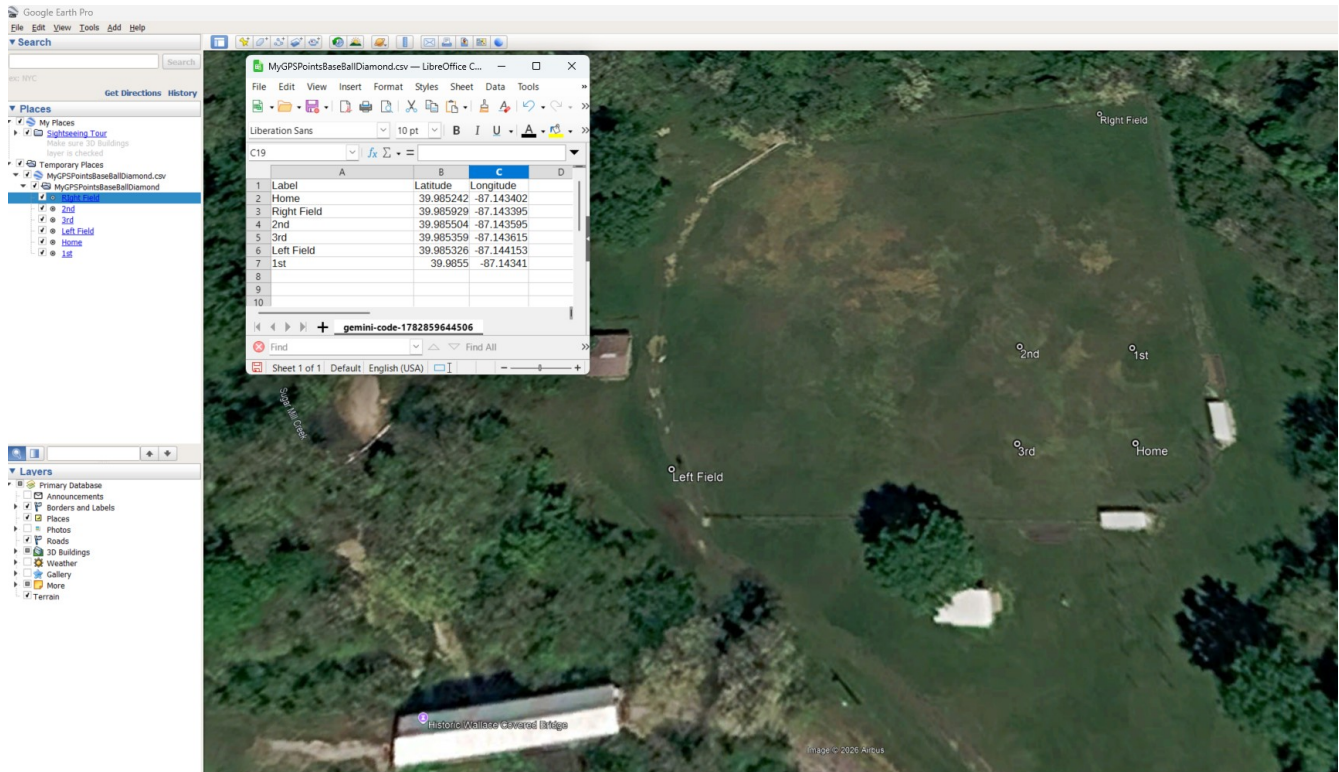 Google Earth Pro
File Edit View Tools Add Help
Search
Search
ex: NYC
Get Directions History
Places
My Places
Sightseeing Tour
Make sure 3D Buildings
layer is checked
Temporary Places
MyGPSPointsBaseBallDiamond.csv
MyGPSPointsBaseBallDiamond
Right Field
2nd
3rd
Left Field
Home
1st
Layers
Primary Database
Announcements
Borders and Labels
Places
Photos
Roads
3D Buildings
Weather
Gallery
More
Terrain
MyGPSPointsBaseBallDiamond.csv — LibreOffice C...
File Edit View Insert Format Styles Sheet Data Tools »
Liberation Sans 10 pt B I U A »
C19 fx Σ =
A B C D
1 Label Latitude Longitude
2 Home 39.985242 -87.143402
3 Right Field 39.985929 -87.143395
4 2nd 39.985504 -87.143595
5 3rd 39.985359 -87.143615
6 Left Field 39.985326 -87.144153
7 1st 39.9855 -87.14341
8
9
10
gemini-code-1782859644506
Find Find All »
Sheet 1 of 1 Default English (USA)
Right Field
2nd
1st
3rd
Home
Left Field
Sugar Mill Creek
Historic Wallace Covered Bridge
Image © 2026 Airbus